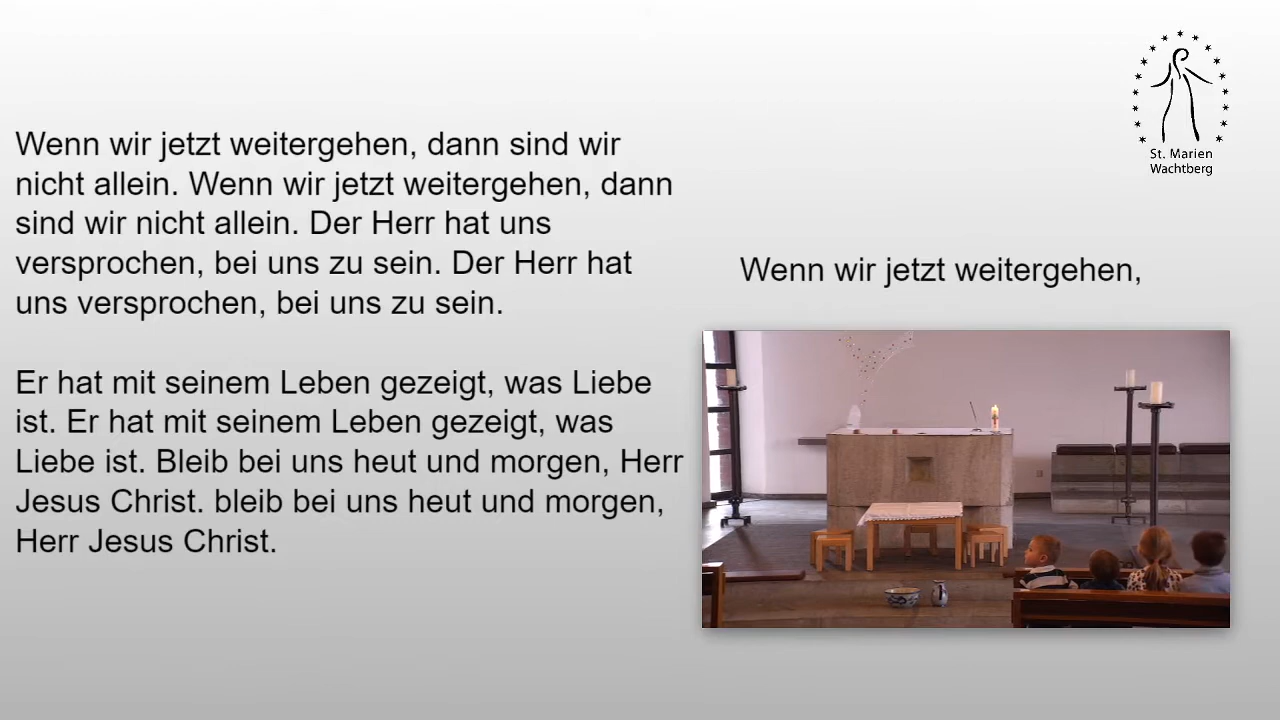 Wenn wir jetzt weitergehen, dann sind wir
nicht allein. Wenn wir jetzt weitergehen, dann
sind wir nicht allein. Der Herr hat uns
versprochen, bei uns zu sein. Der Herr hat
uns versprochen, bei uns zu sein.
Er hat mit seinem Leben gezeigt, was Liebe
ist. Er hat mit seinem Leben gezeigt, was
Liebe ist. Bleib bei uns heut und morgen, Herr
Jesus Christ. bleib bei uns heut und morgen,
Herr Jesus Christ.
St. Marien
Wachtberg
Wenn wir jetzt weitergehen,